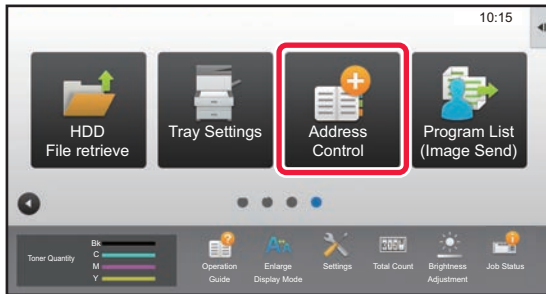 10:15
HDD
File retrieve
Tray Settings
Address
Control
Program List
(Image Send)
Toner Quantity
Bk
C
M
Y
Operation
Guide
Enlarge
Display Mode
Settings
Total Count
Brightness
Adjustment
Job Status